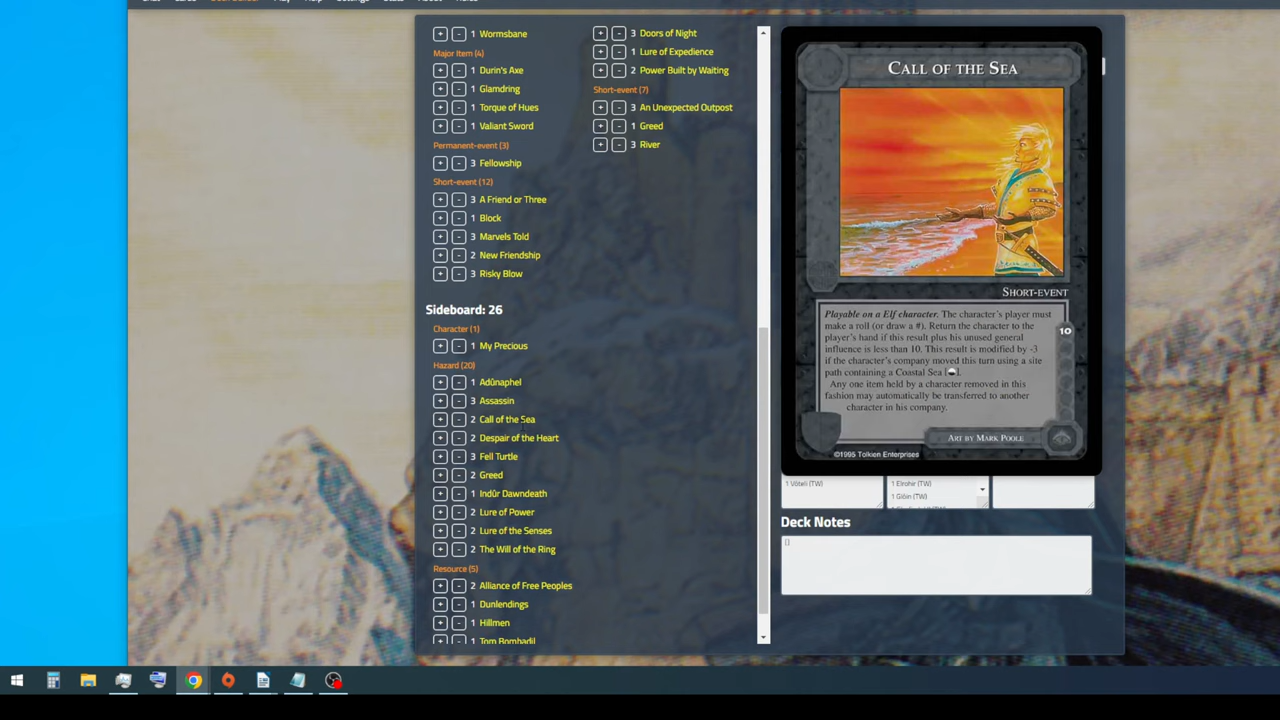 + - 1 Wormsbane
Major Item (4)
+ - 1 Durin's Axe
+ - 1 Glamdring
+ - 1 Torque of Hues
+ - 1 Valiant Sword
Permanent-event (3)
+ - 3 Fellowship
Short-event (12)
+ - 3 A Friend or Three
+ - 1 Block
+ - 3 Marvels Told
+ - 2 New Friendship
+ - 3 Risky Blow
Sideboard: 26
Character (1)
+ - 1 My Precious
Hazard (20)
+ - 1 Adûnaphel
+ - 3 Assassin
+ - 2 Call of the Sea
+ - 2 Despair of the Heart
+ - 3 Fell Turtle
+ - 2 Greed
+ - 1 Indûr Dawndeath
+ - 2 Lure of Power
+ - 2 Lure of the Senses
+ - 2 The Will of the Ring
Resource (5)
+ - 2 Alliance of Free Peoples
+ - 1 Dunlendings
+ - 1 Hillmen
+ - 1 Tom Bombadil
+ - 3 Doors of Night
+ - 1 Lure of Expedience
+ - 2 Power Built by Waiting
Short-event (7)
+ - 3 An Unexpected Outpost
+ - 1 Greed
+ - 3 River
CALL OF THE SEA
SHORT-EVENT
Playable on a Elf character. The character's player must
make a roll (or draw a #). Return the character to the
player's hand if this result plus his unused general
influence is less than 10. This result is modified by -3
if the character's company moved this turn using a site
path containing a Coastal Sea [ ].
Any one item held by a character removed in this
fashion may automatically be transferred to another
character in his company.
10
ART BY MARK POOLE
©1995 Tolkien Enterprises
1 Vôteli (TW)
1 Elrohir (TW)
1 Glóin (TW)
Deck Notes
[]